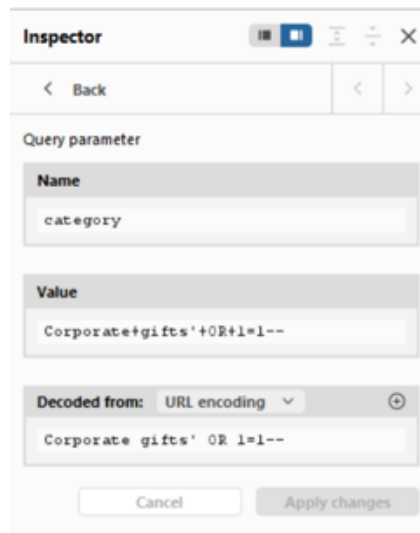 Inspector
Back
Query parameter
Name
category
Value
Corporate+gifts'+OR+1=1--
Decoded from: URL encoding
Corporate gifts' OR 1=1--
Cancel Apply changes